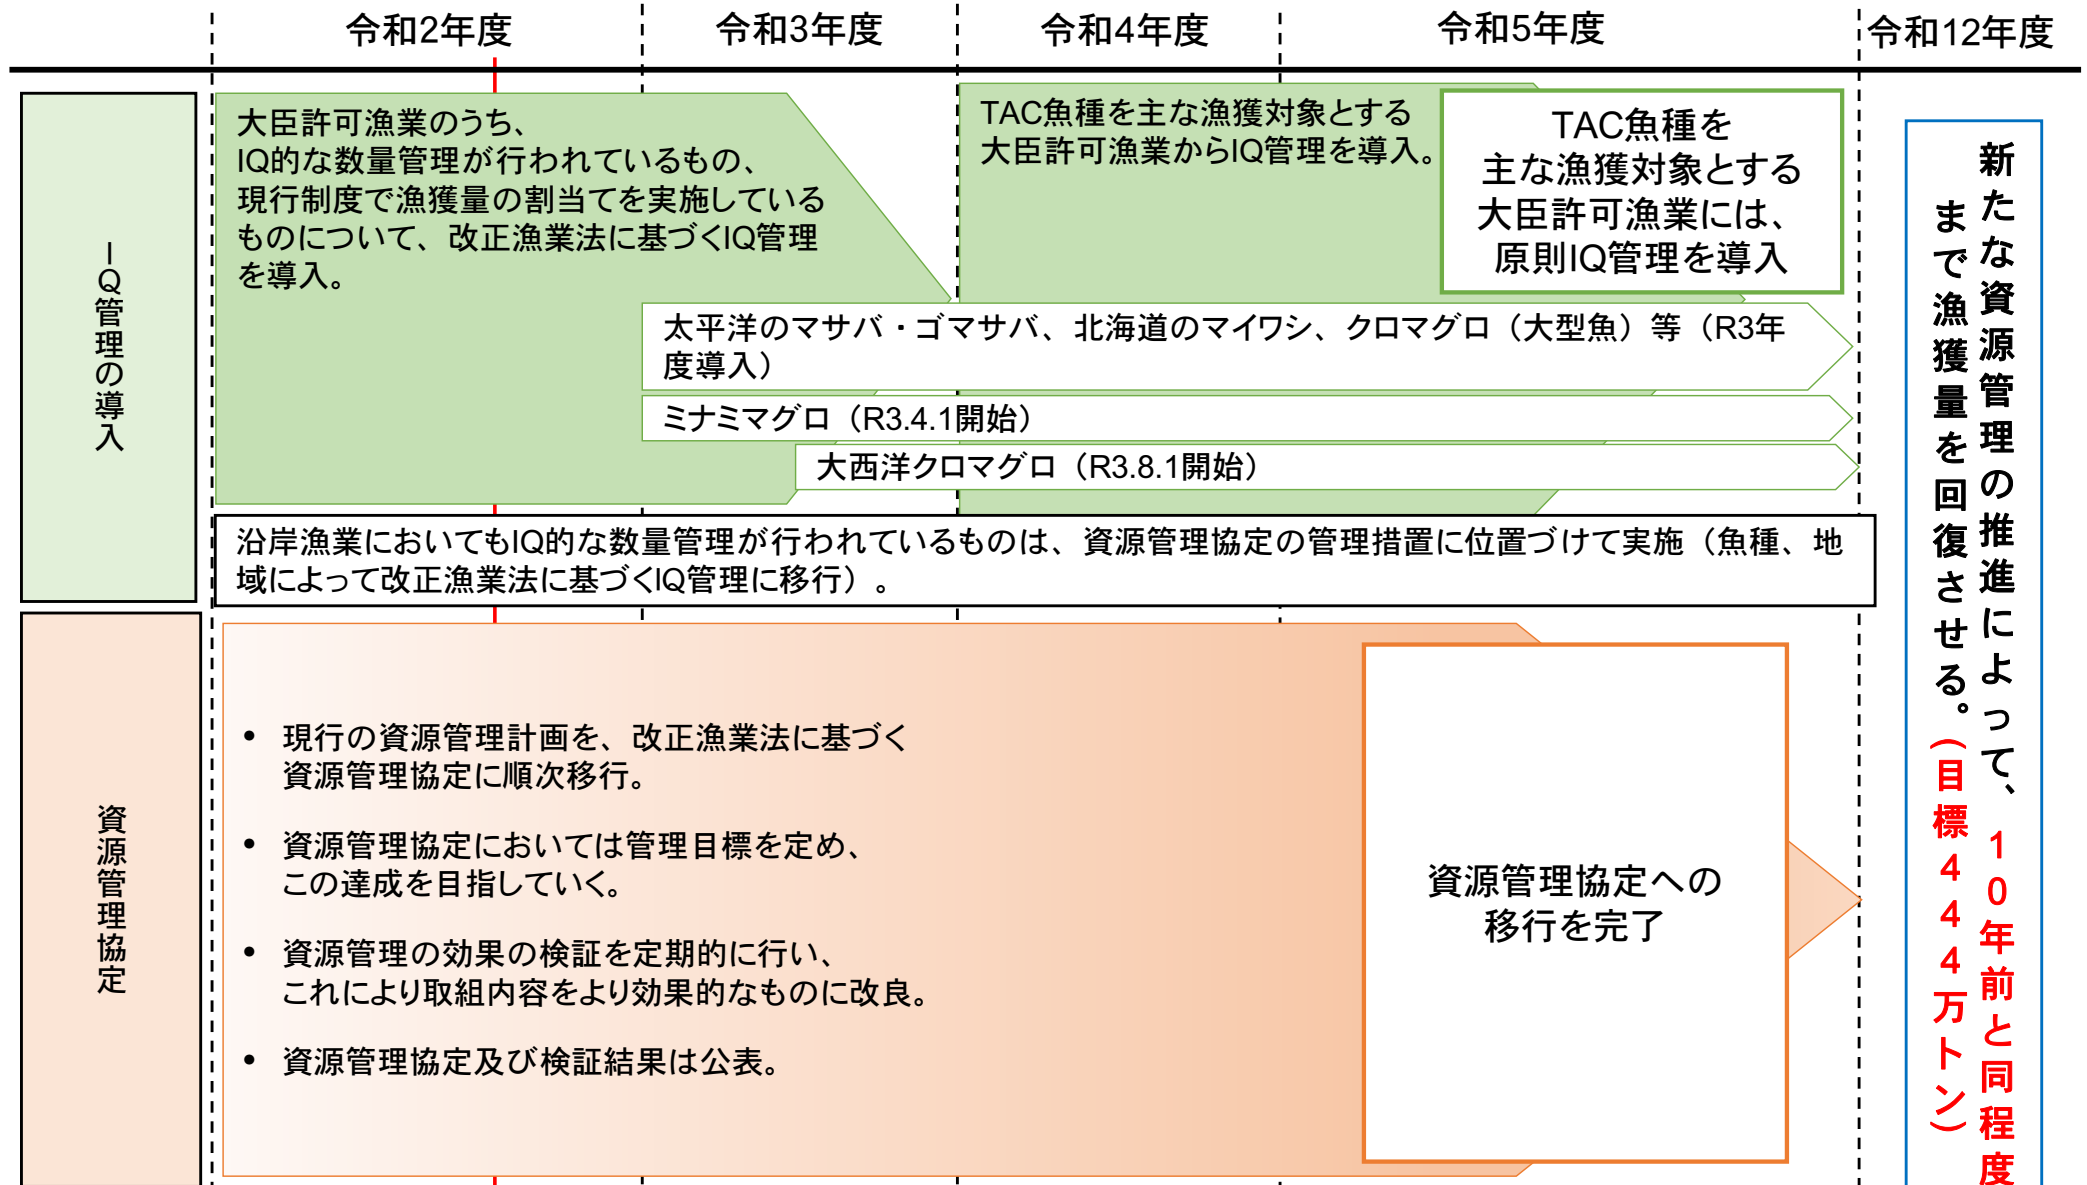 令和2年度
令和3年度
令和4年度
令和5年度
令和12年度
IQ管理の導入
大臣許可漁業のうち、
IQ的な数量管理が行われているもの、
現行制度で漁獲量の割当てを実施している
ものについて、改正漁業法に基づくIQ管理
を導入。
TAC魚種を主な漁獲対象とする
大臣許可漁業からIQ管理を導入。
TAC魚種を
主な漁獲対象とする
大臣許可漁業には、
原則IQ管理を導入
太平洋のマサバ・ゴマサバ、北海道のマイワシ、クロマグロ（大型魚）等（R3年
度導入）
ミナミマグロ（R3.4.1開始）
大西洋クロマグロ（R3.8.1開始）
沿岸漁業においてもIQ的な数量管理が行われているものは、資源管理協定の管理措置に位置づけて実施（魚種、地
域によって改正漁業法に基づくIQ管理に移行）。
資源管理協定
• 現行の資源管理計画を、改正漁業法に基づく
資源管理協定に順次移行。
• 資源管理協定においては管理目標を定め、
この達成を目指していく。
• 資源管理の効果の検証を定期的に行い、
これにより取組内容をより効果的なものに改良。
• 資源管理協定及び検証結果は公表。
資源管理協定への
移行を完了
新たな資源管理の推進によって、10年前と同程度
まで漁獲量を回復させる。（目標444万トン）